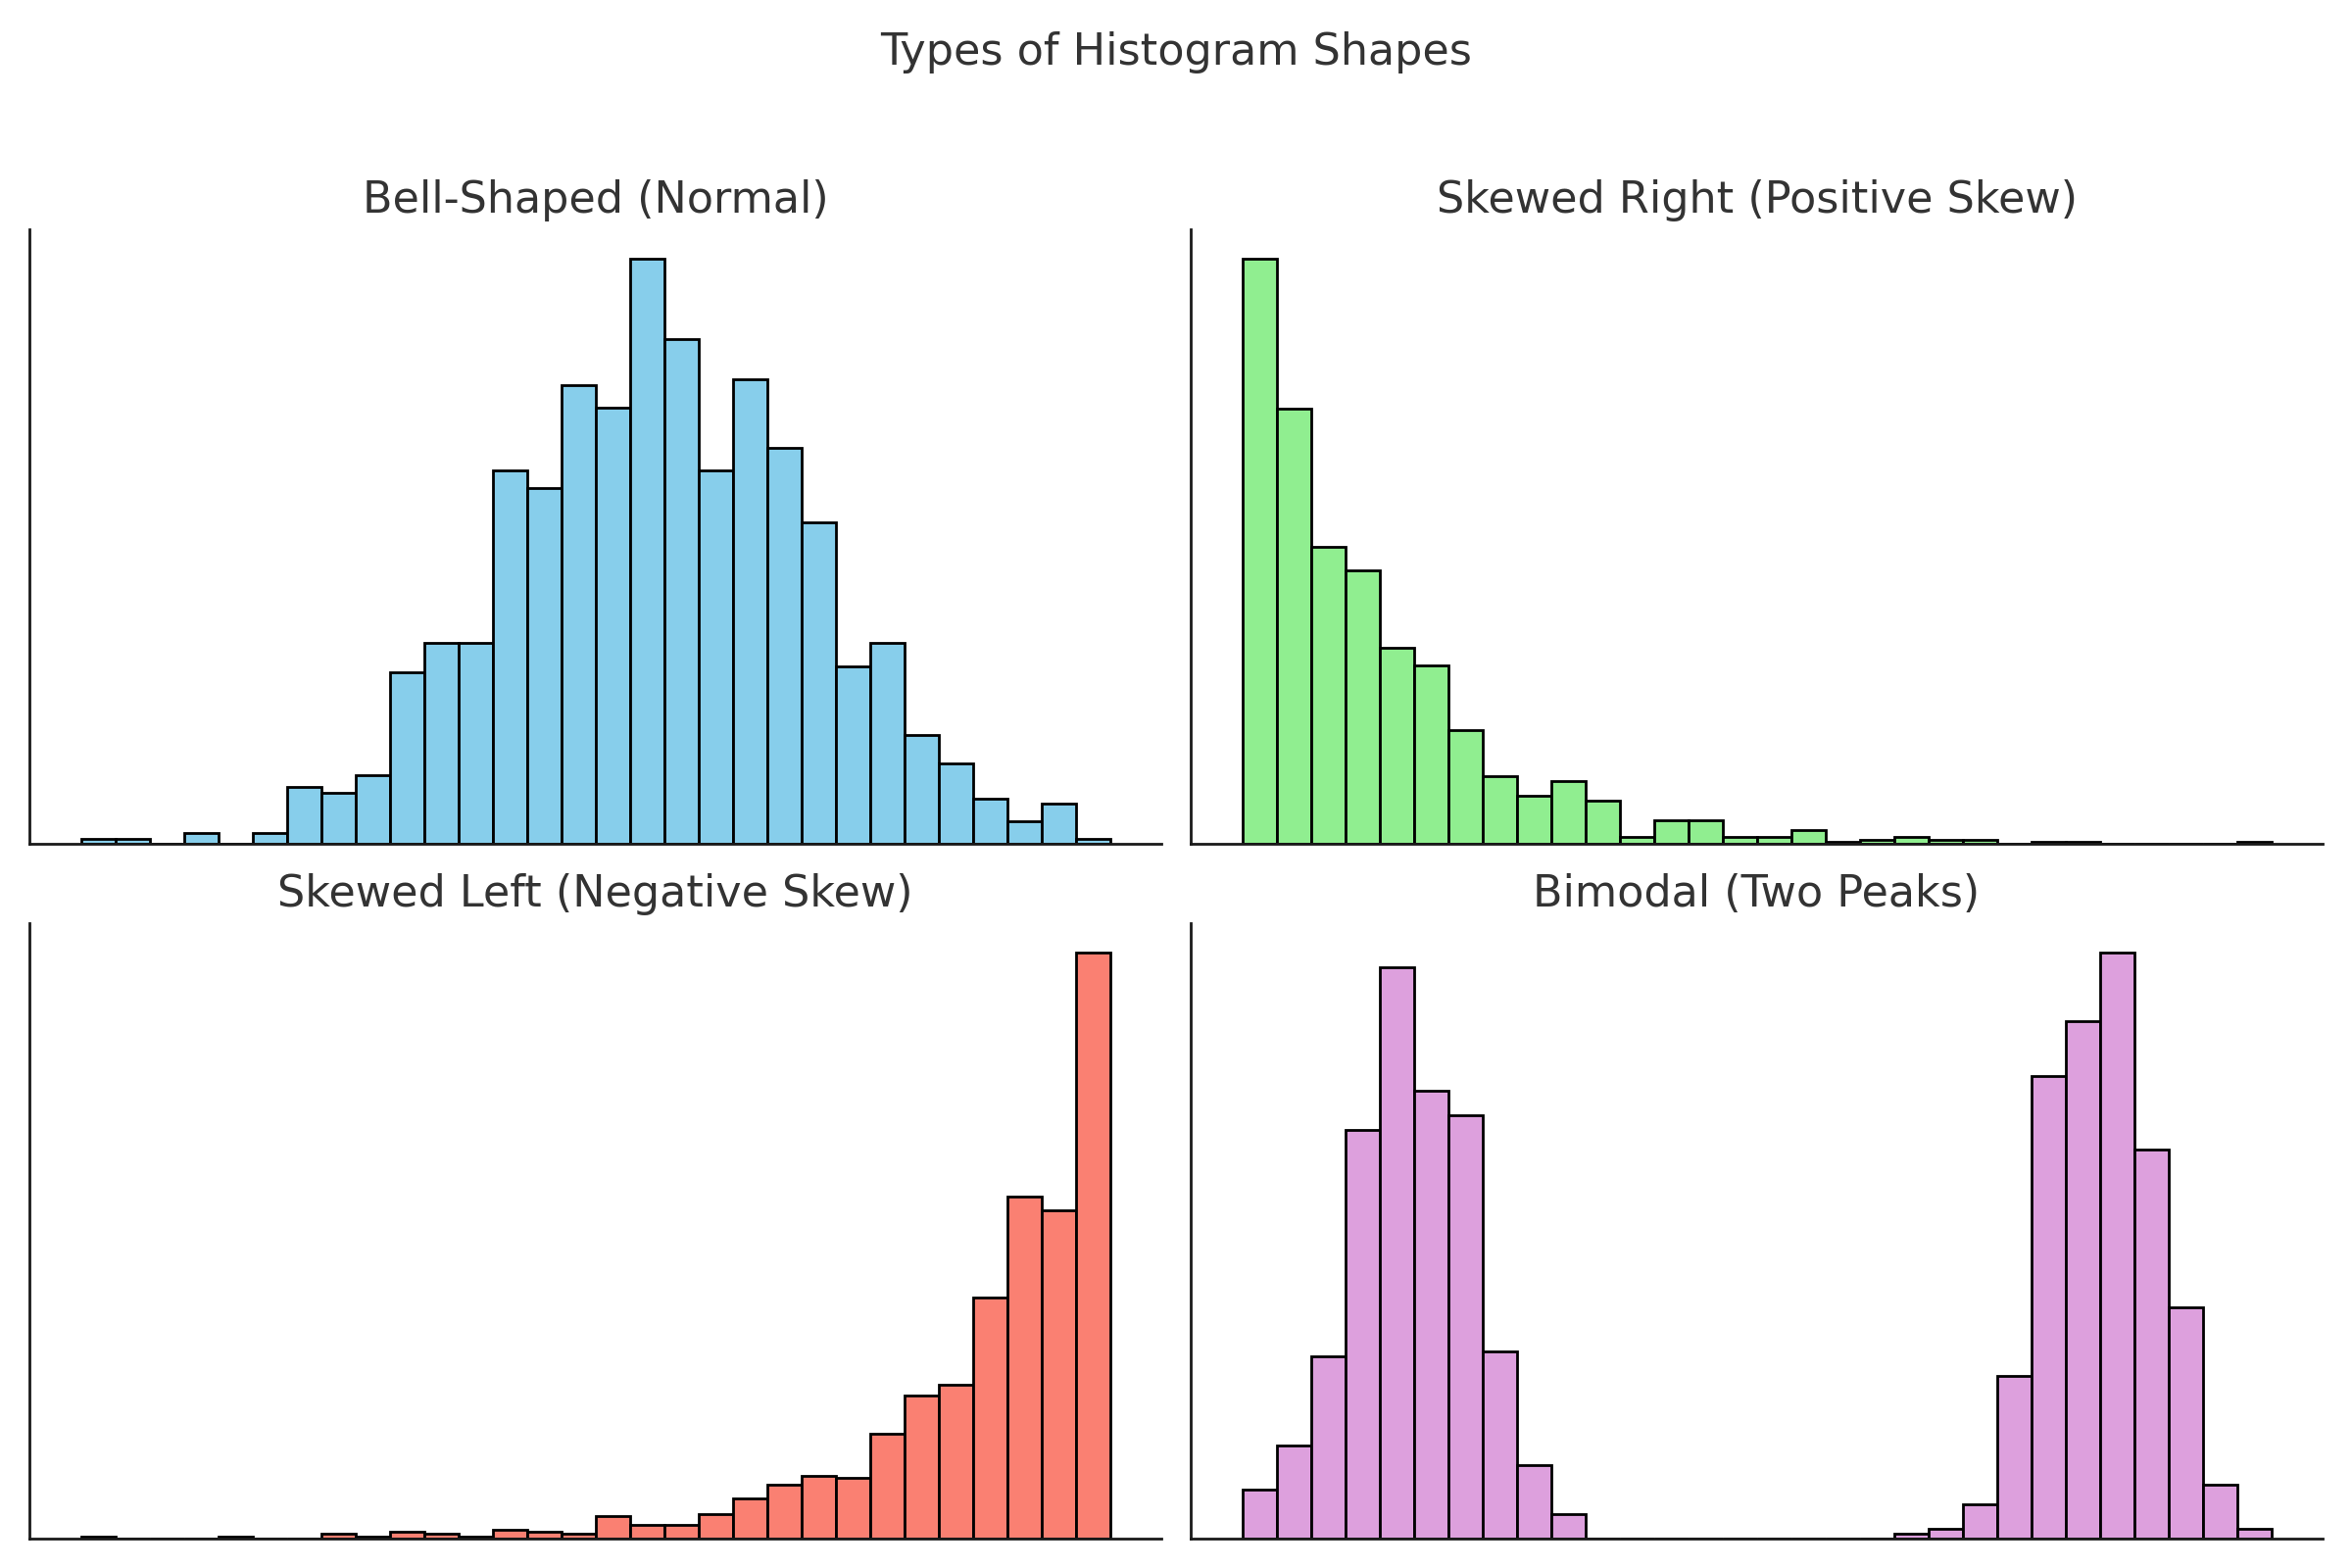 Types of Histogram Shapes
Bell-Shaped (Normal)
Skewed Right (Positive Skew)
Skewed Left (Negative Skew)
Bimodal (Two Peaks)